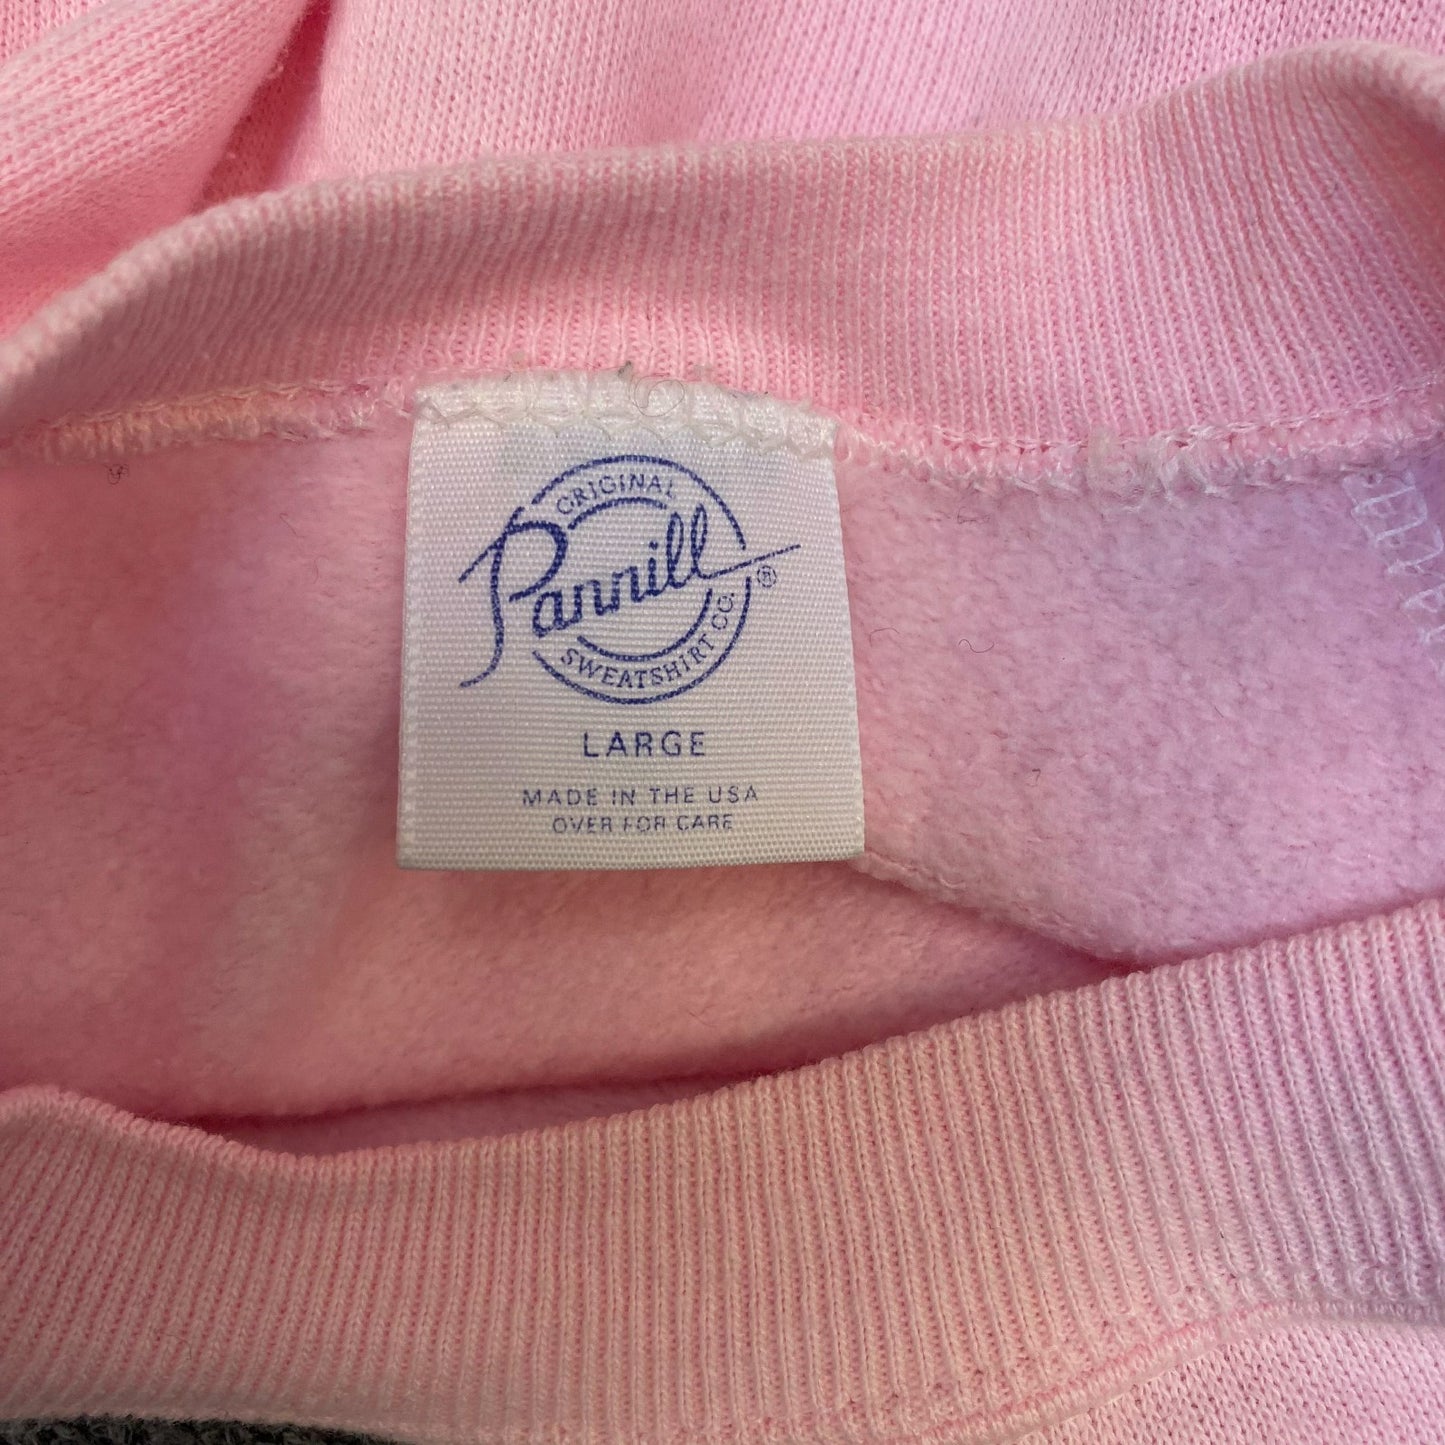 ORIGINAL
Pannill ®
SWEATSHIRT CO.
LARGE
MADE IN THE USA
OVER FOR CARE